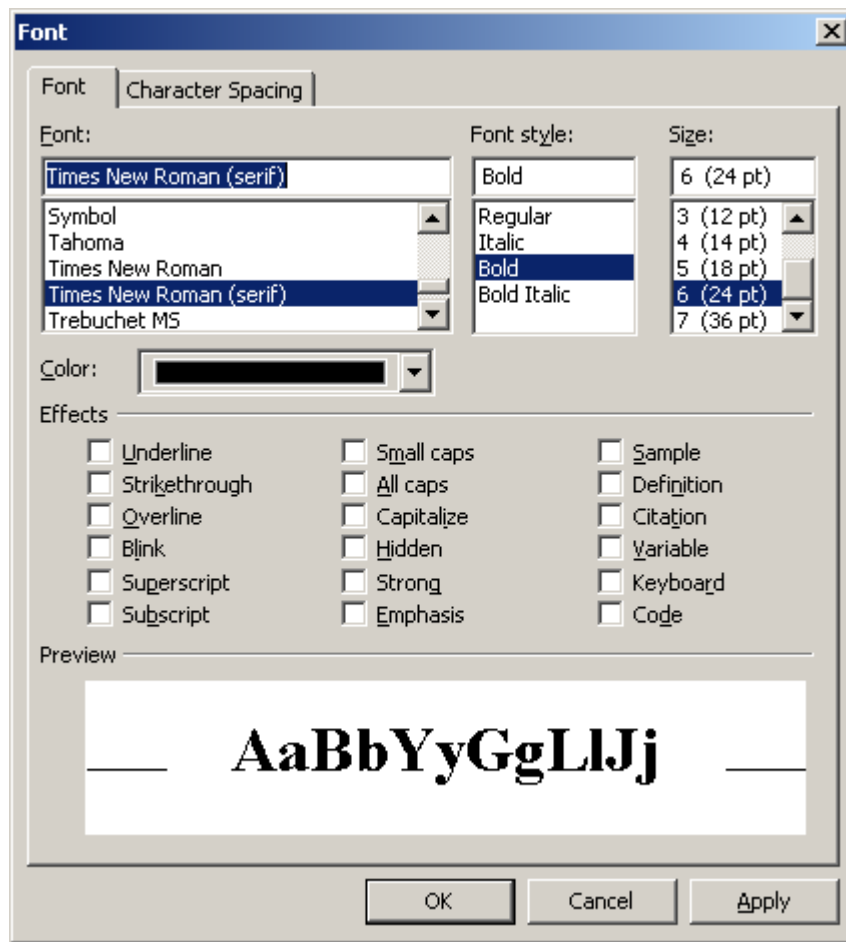 Font
Font Character Spacing
Font: Font style: Size:
Times New Roman (serif) Bold 6 (24 pt)
Symbol Regular 3 (12 pt)
Tahoma Italic 4 (14 pt)
Times New Roman Bold 5 (18 pt)
Times New Roman (serif) Bold Italic 6 (24 pt)
Trebuchet MS 7 (36 pt)
Color:
Effects
Underline Small caps Sample
Strikethrough All caps Definition
Overline Capitalize Citation
Blink Hidden Variable
Superscript Strong Keyboard
Subscript Emphasis Code
Preview
AaBbYyGgLlJj
OK Cancel Apply